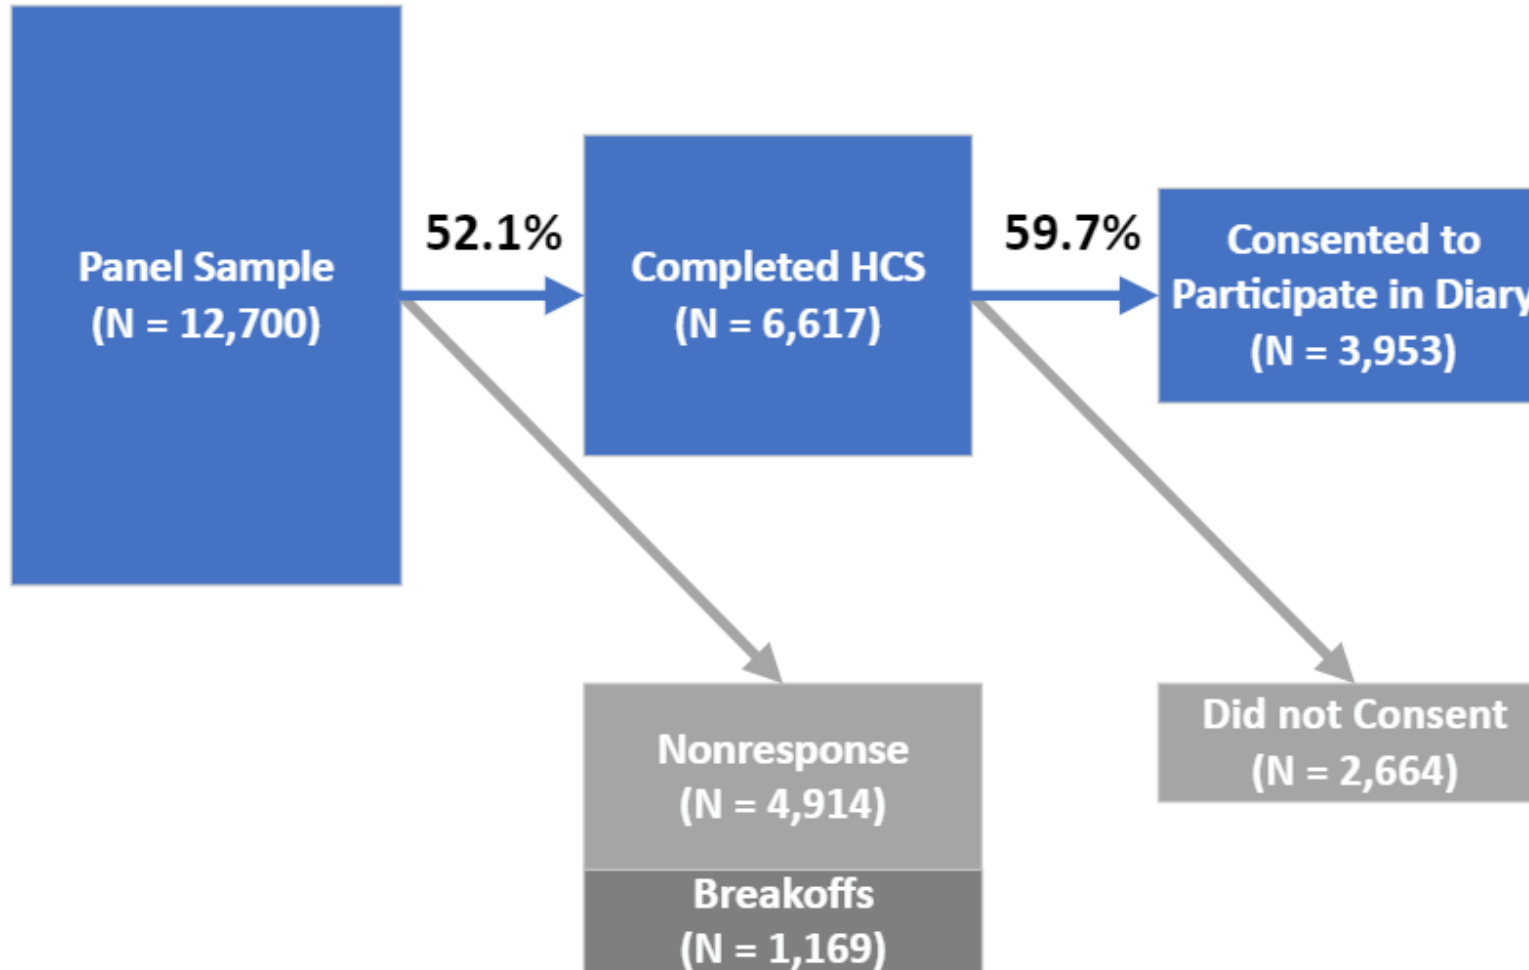 Panel Sample
(N = 12,700)
52.1%
Completed HCS
(N = 6,617)
59.7%
Consented to
Participate in Diary
(N = 3,953)
Nonresponse
(N = 4,914)
Breakoffs
(N = 1,169)
Did not Consent
(N = 2,664)